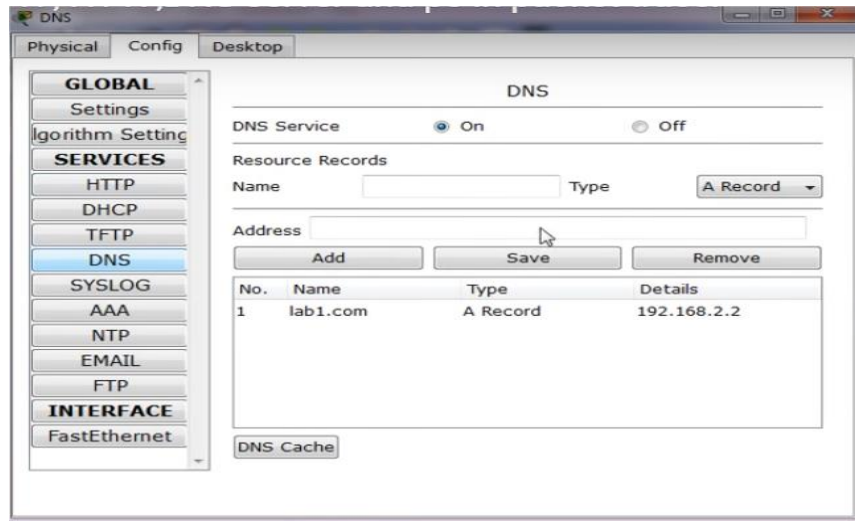 DNS
Physical Config Desktop
GLOBAL
Settings
lgorithm Setting
SERVICES
HTTP
DHCP
TFTP
DNS
SYSLOG
AAA
NTP
EMAIL
FTP
INTERFACE
FastEthernet
DNS
DNS Service On Off
Resource Records
Name Type A Record
Address
Add Save Remove
No. Name Type Details
1 lab1.com A Record 192.168.2.2
DNS Cache